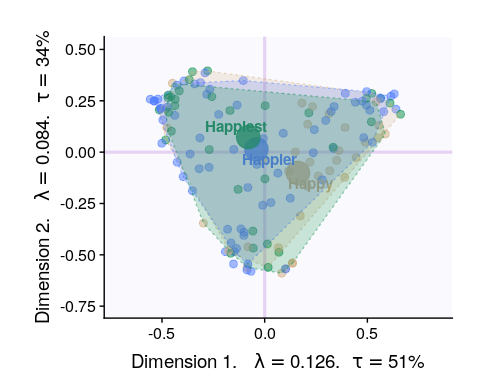 0.50
0.25
0.00
-0.25
-0.50
-0.75
Dimension 2.   λ = 0.084.   τ = 34%
Happiest
Happier
Happy
-0.5
0.0
0.5
Dimension 1.   λ = 0.126.   τ = 51%